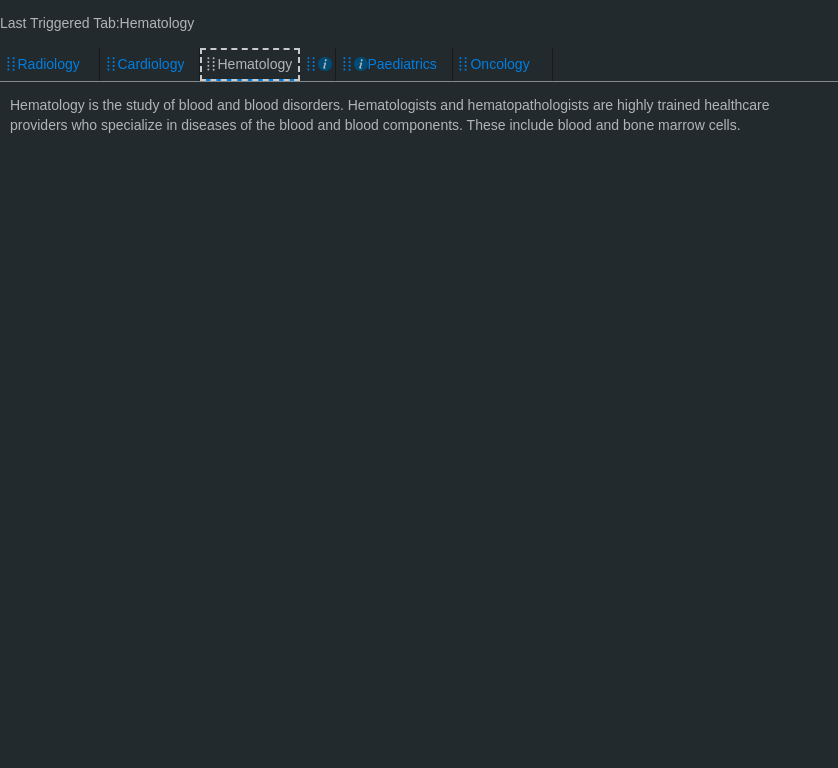 Last Triggered Tab:Hematology
Radiology Cardiology Hematology i i Paediatrics Oncology
Hematology is the study of blood and blood disorders. Hematologists and hematopathologists are highly trained healthcare
providers who specialize in diseases of the blood and blood components. These include blood and bone marrow cells.